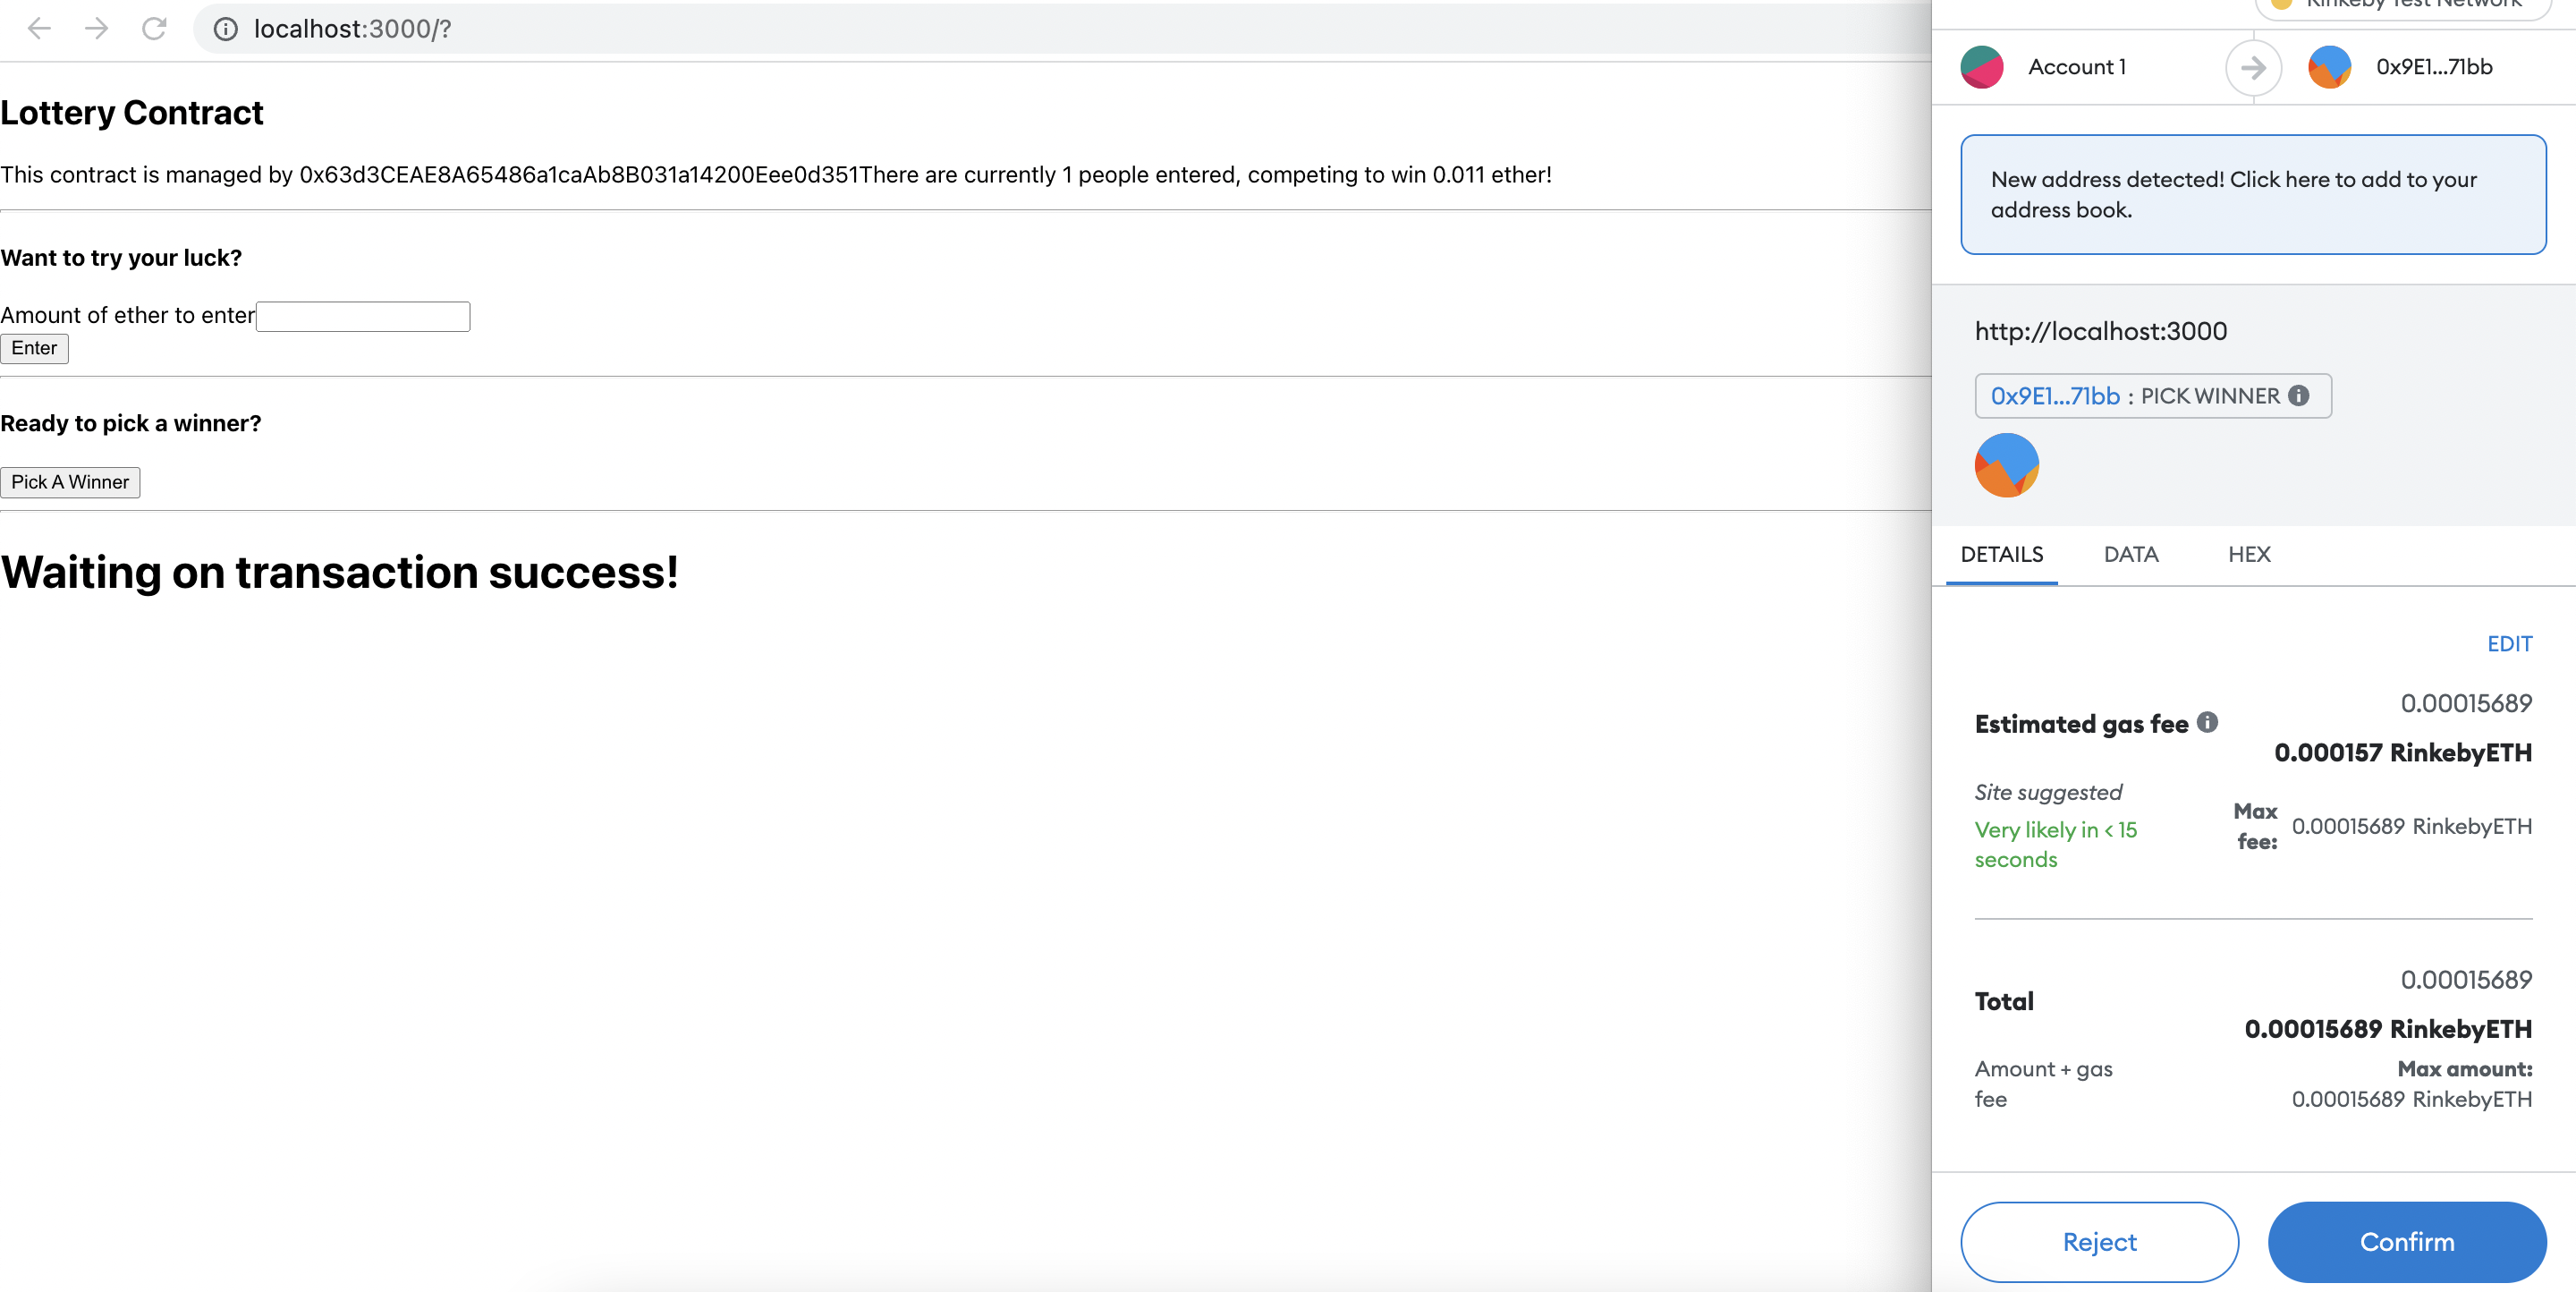 localhost:3000/?
Lottery Contract
This contract is managed by 0x63d3CEAE8A65486a1caAb8B031a14200Eee0d351There are currently 1 people entered, competing to win 0.011 ether!
Want to try your luck?
Amount of ether to enter
Enter
Ready to pick a winner?
Pick A Winner
Waiting on transaction success!
Rinkeby Test Network
Account 1
0x9E1...71bb
New address detected! Click here to add to your
address book.
http://localhost:3000
0x9E1...71bb : PICK WINNER
DETAILS DATA HEX
EDIT
0.00015689
Estimated gas fee
0.000157 RinkebyETH
Site suggested
Very likely in < 15
seconds
Max
fee: 0.00015689 RinkebyETH
0.00015689
Total
0.00015689 RinkebyETH
Amount + gas
fee
Max amount:
0.00015689 RinkebyETH
Reject
Confirm